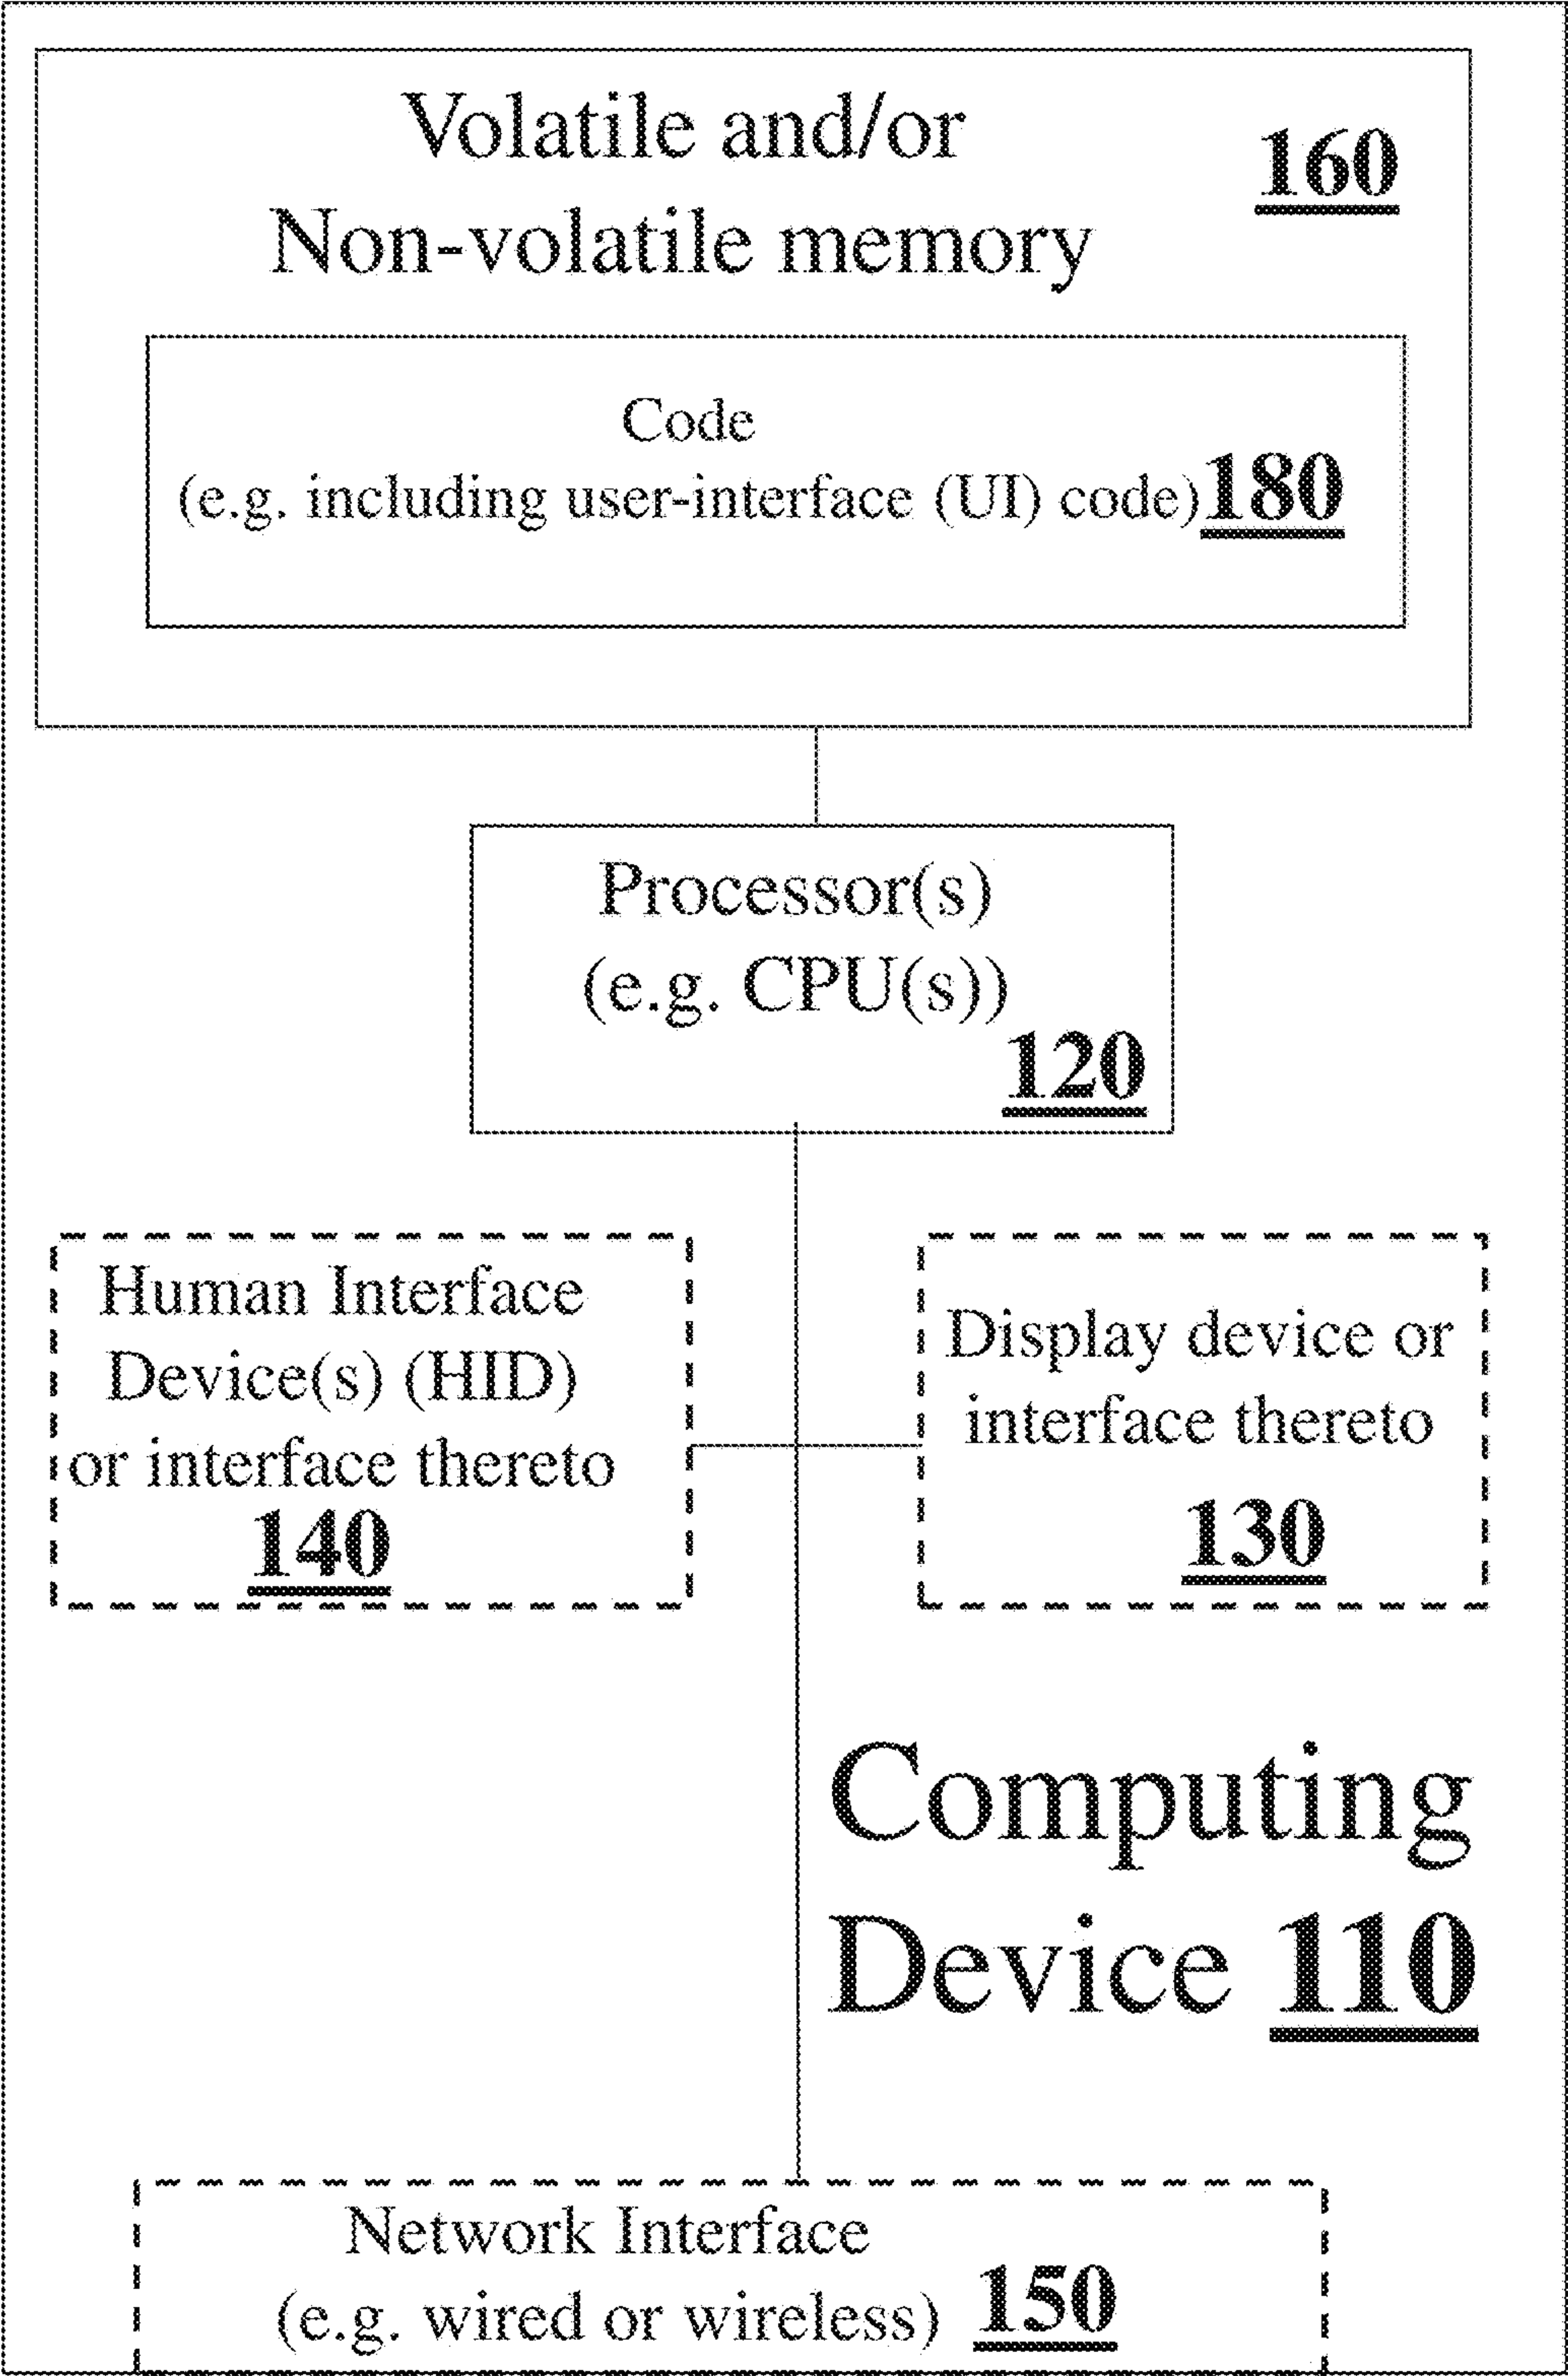 Volatile and/or
Non-volatile memory
160
Code
(e.g. including user-interface (UI) code) 180
Processor(s)
(e.g. CPU(s))
120
Human Interface
Device(s) (HID)
or interface thereto
140
Display device or
interface thereto
130
Computing
Device 110
Network Interface
(e.g. wired or wireless) 150